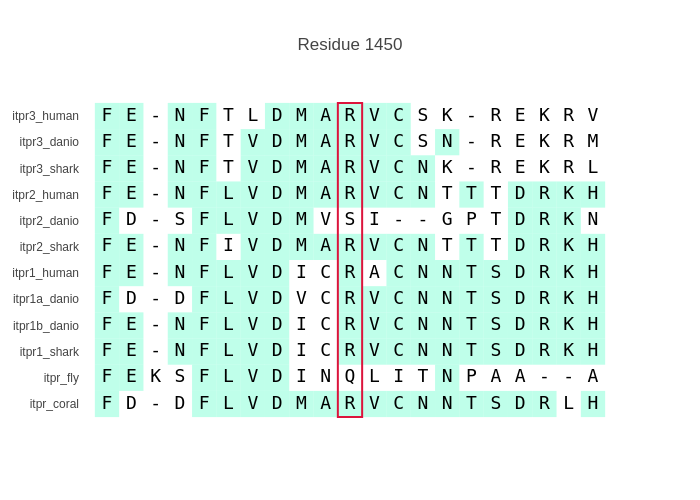 Residue 1450
itpr3_human F E - N F T L D M A R V C S K - R E K R V
itpr3_danio F E - N F T V D M A R V C S N - R E K R M
itpr3_shark F E - N F T V D M A R V C N K - R E K R L
itpr2_human F E - N F L V D M A R V C N T T T D R K H
itpr2_danio F D - S F L V D M V S I - - G P T D R K N
itpr2_shark F E - N F I V D M A R V C N T T T D R K H
itpr1_human F E - N F L V D I C R A C N N T S D R K H
itpr1a_danio F D - D F L V D V C R V C N N T S D R K H
itpr1b_danio F E - N F L V D I C R V C N N T S D R K H
itpr1_shark F E - N F L V D I C R V C N N T S D R K H
itpr_fly F E K S F L V D I N Q L I T N P A A - - A
itpr_coral F D - D F L V D M A R V C N N T S D R L H